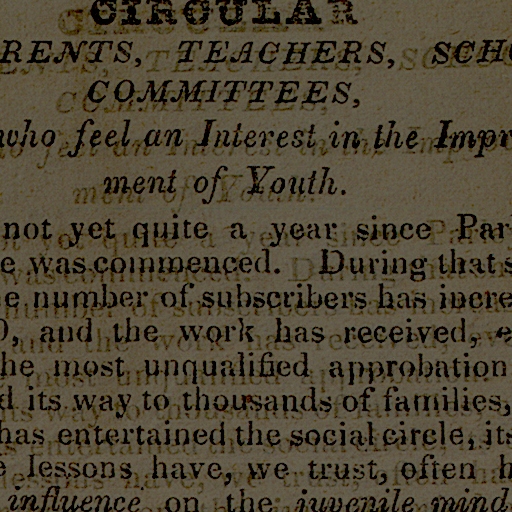 CIRCULAR
RENTS, TEACHERS, SCHO
COMMITTEES,
who feel an Interest in the Impr
ment of Youth.
not yet quite a year since Par
e was commenced. During that s
e number of subscribers has incre
0, and the work has received, e
he most unqualified approbation
d its way to thousands of families,
has entertained the social circle, its
e lessons have, we trust, often h
influence on the juvenile mind